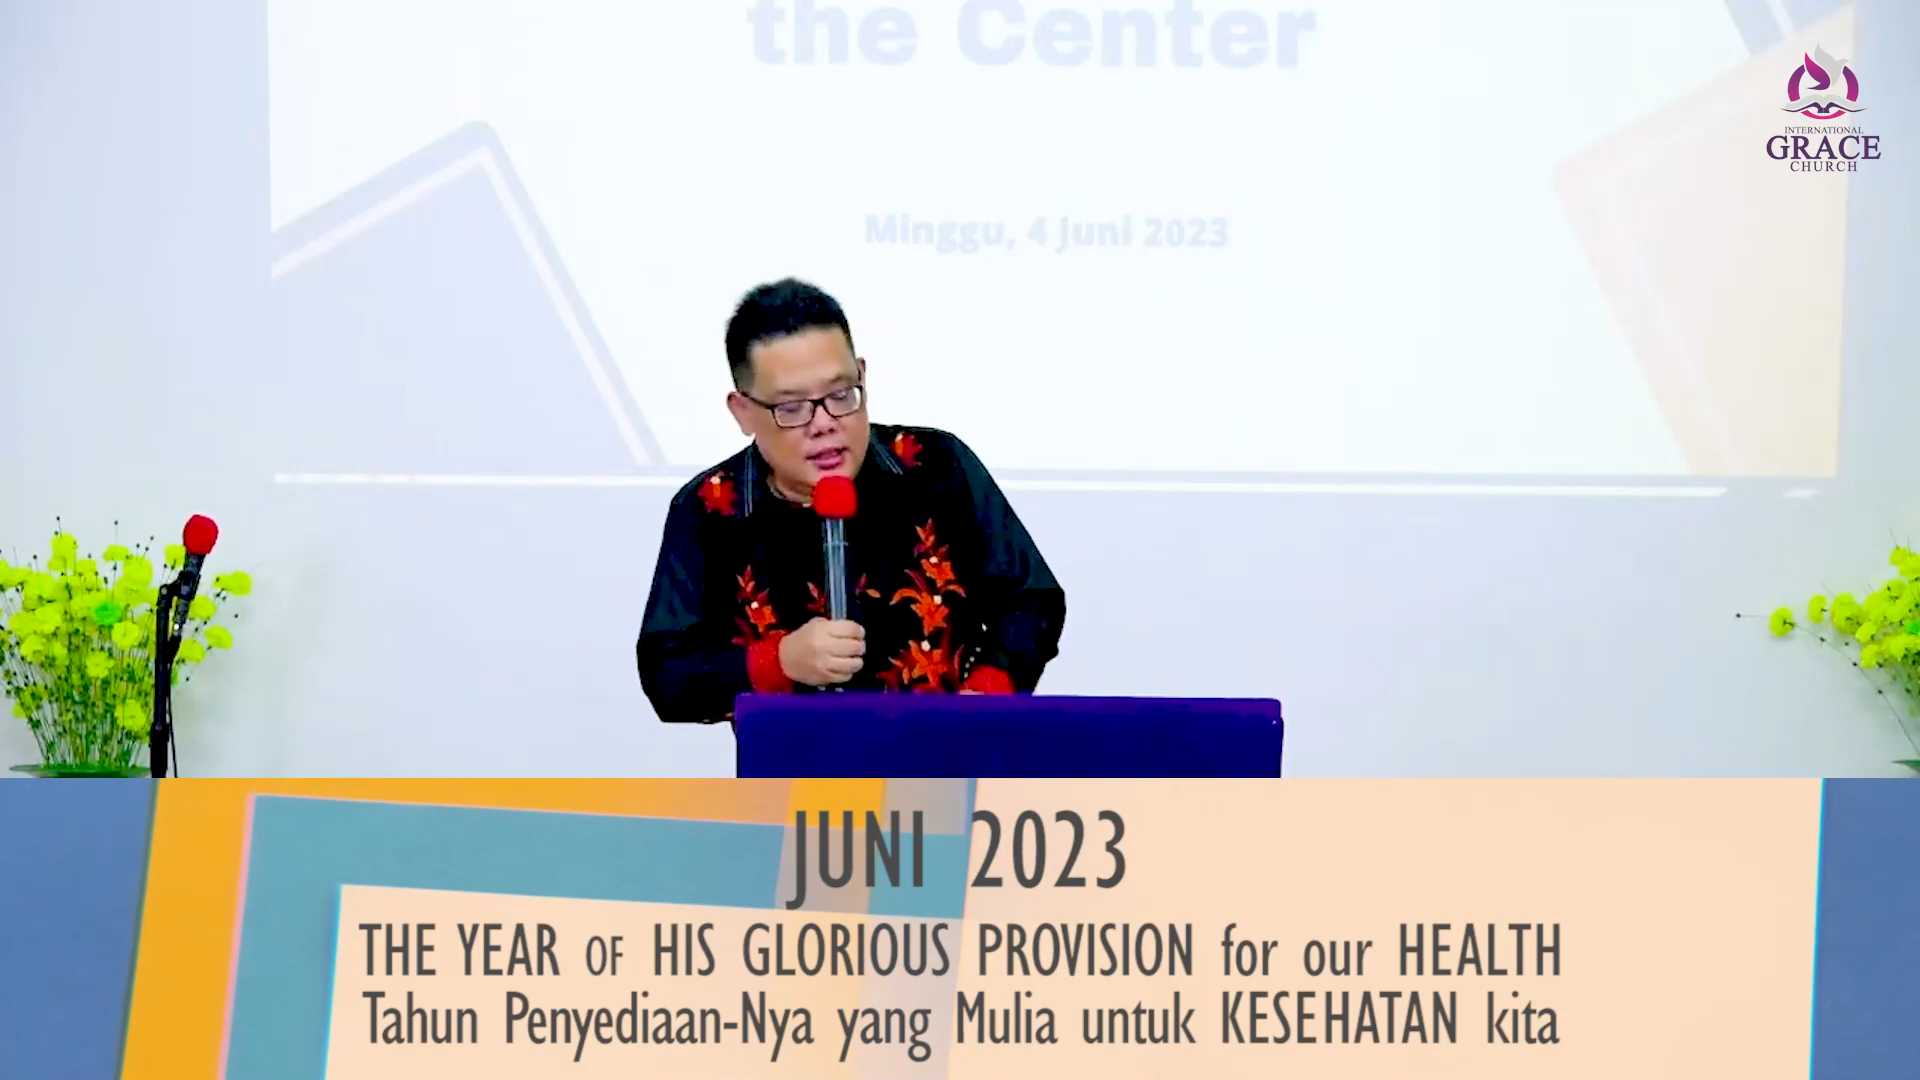 the Center
Minggu, 4 Juni 2023
INTERNATIONAL
GRACE
CHURCH
JUNI 2023
THE YEAR OF HIS GLORIOUS PROVISION for our HEALTH
Tahun Penyediaan-Nya yang Mulia untuk KESEHATAN kita